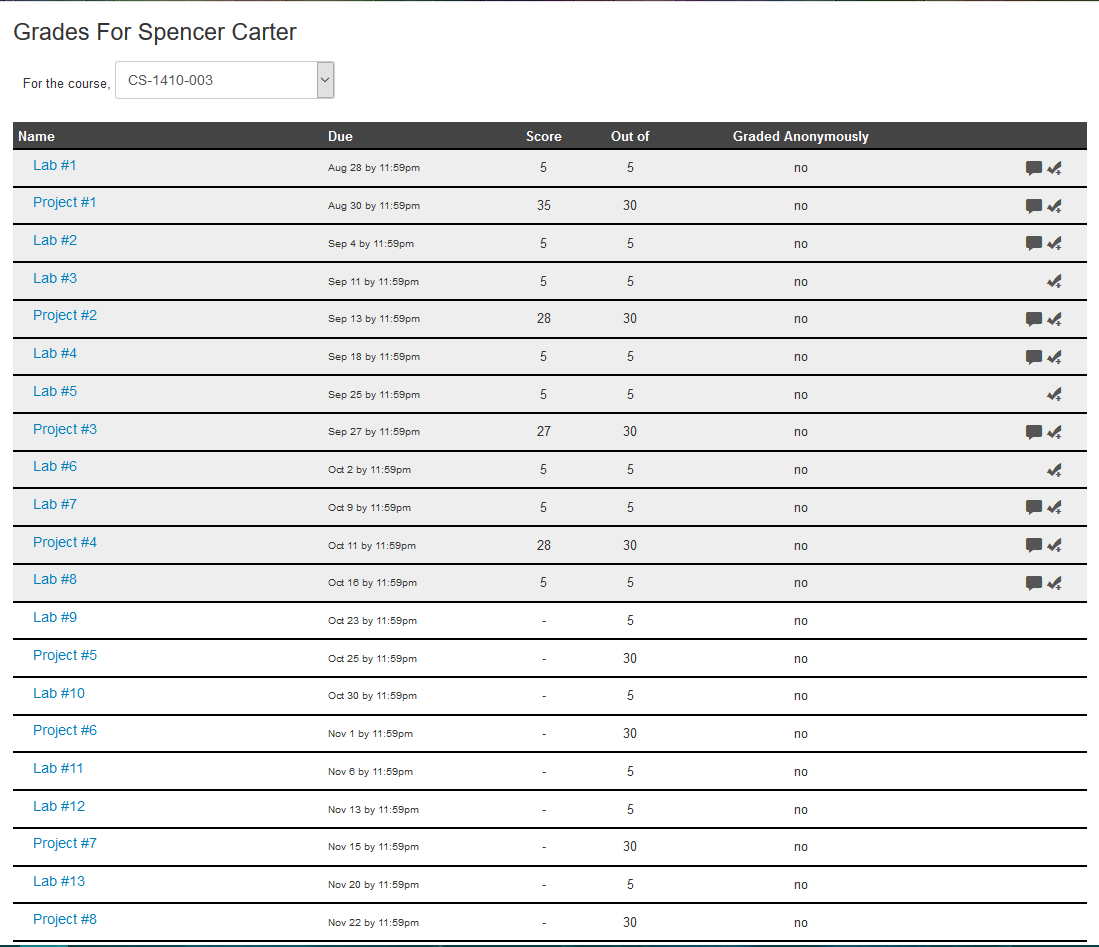 Grades For Spencer Carter
For the course, CS-1410-003
Name Due Score Out of Graded Anonymously
Lab #1 Aug 28 by 11:59pm 5 5 no
Project #1 Aug 30 by 11:59pm 35 30 no
Lab #2 Sep 4 by 11:59pm 5 5 no
Lab #3 Sep 11 by 11:59pm 5 5 no
Project #2 Sep 13 by 11:59pm 28 30 no
Lab #4 Sep 18 by 11:59pm 5 5 no
Lab #5 Sep 25 by 11:59pm 5 5 no
Project #3 Sep 27 by 11:59pm 27 30 no
Lab #6 Oct 2 by 11:59pm 5 5 no
Lab #7 Oct 9 by 11:59pm 5 5 no
Project #4 Oct 11 by 11:59pm 28 30 no
Lab #8 Oct 16 by 11:59pm 5 5 no
Lab #9 Oct 23 by 11:59pm - 5 no
Project #5 Oct 25 by 11:59pm - 30 no
Lab #10 Oct 30 by 11:59pm - 5 no
Project #6 Nov 1 by 11:59pm - 30 no
Lab #11 Nov 6 by 11:59pm - 5 no
Lab #12 Nov 13 by 11:59pm - 5 no
Project #7 Nov 15 by 11:59pm - 30 no
Lab #13 Nov 20 by 11:59pm - 5 no
Project #8 Nov 22 by 11:59pm - 30 no